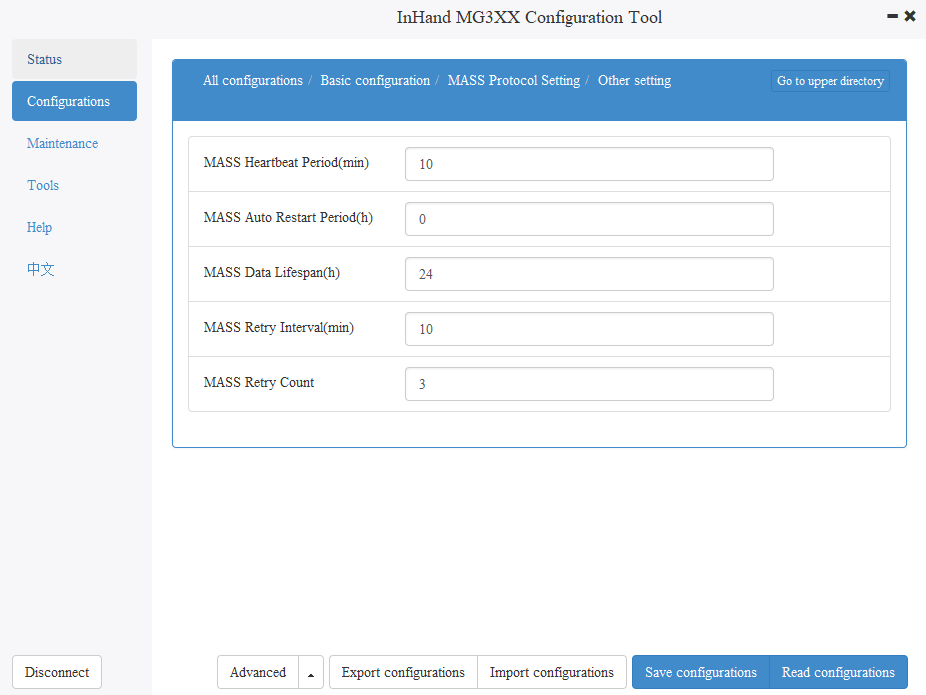 InHand MG3XX Configuration Tool
Status
Configurations
Maintenance
Tools
Help
中文
All configurations / Basic configuration / MASS Protocol Setting / Other setting
Go to upper directory
MASS Heartbeat Period(min) 10
MASS Auto Restart Period(h) 0
MASS Data Lifespan(h) 24
MASS Retry Interval(min) 10
MASS Retry Count 3
Disconnect Advanced Export configurations Import configurations Save configurations Read configurations